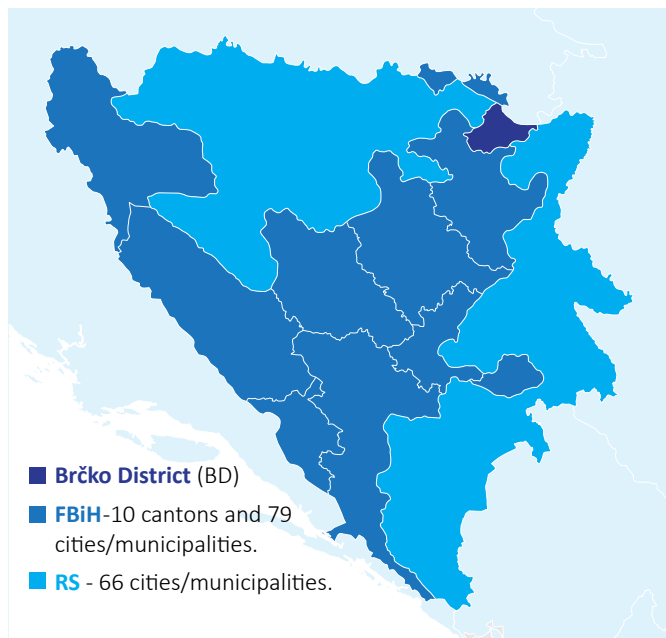 Brčko District (BD)
FBiH-10 cantons and 79
cities/municipalities.
RS - 66 cities/municipalities.